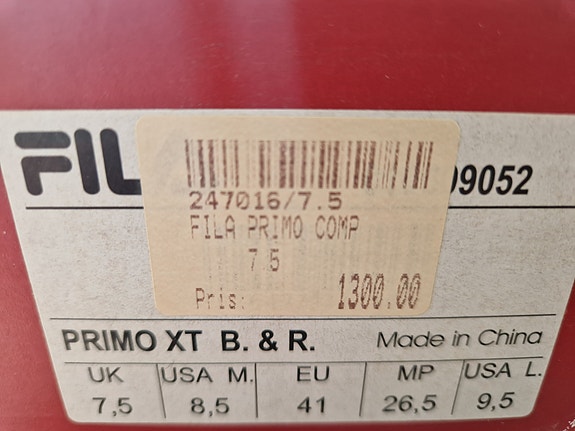 FILA
09052
247016/7.5
FILA PRIMO COMP
7 5
Pris: 1300.00
PRIMO XT B. & R. Made in China
UK USA M. EU MP USA L.
7,5 8,5 41 26,5 9,5